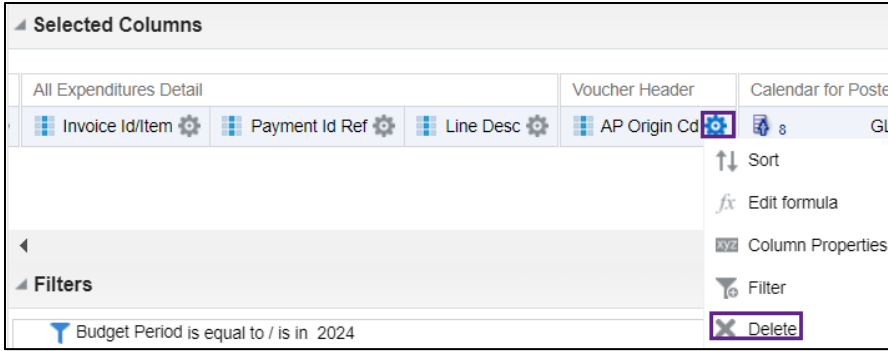 Selected Columns
All Expenditures Detail Voucher Header Calendar for Poste
Invoice Id/Item Payment Id Ref Line Desc AP Origin Cd 8 GL
Sort
fx Edit formula
xyz Column Properties
Filters
Filter
Budget Period is equal to / is in 2024
Delete